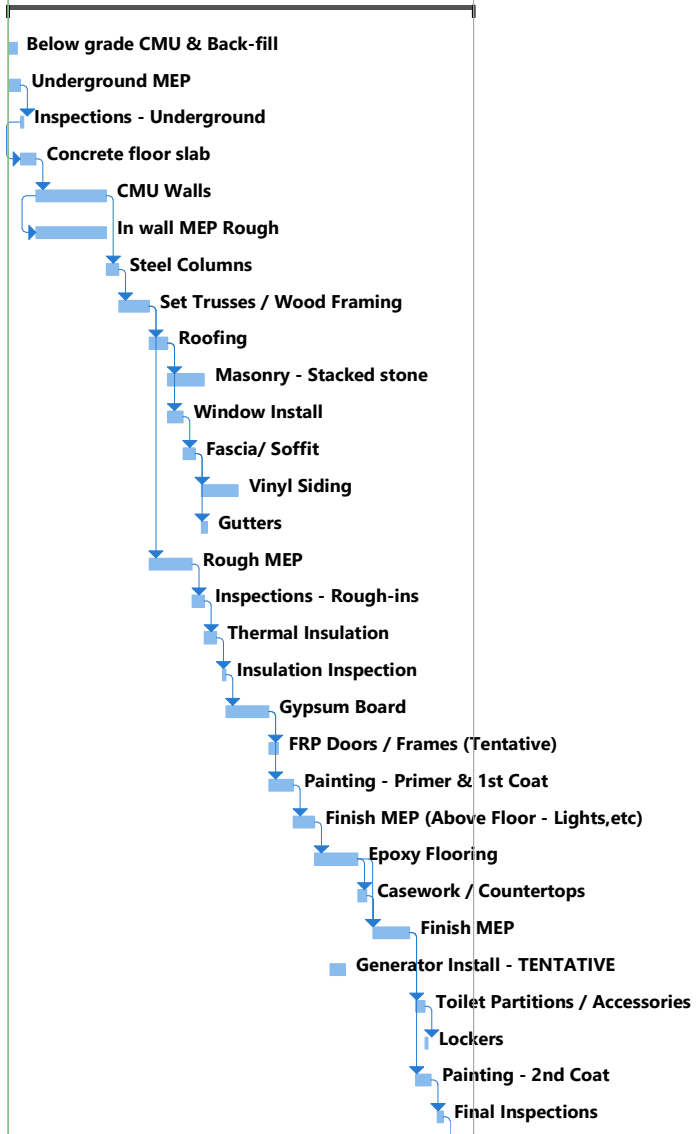 Below grade CMU & Back-fill
Underground MEP
Inspections - Underground
Concrete floor slab
CMU Walls
In wall MEP Rough
Steel Columns
Set Trusses / Wood Framing
Roofing
Masonry - Stacked stone
Window Install
Fascia/ Soffit
Vinyl Siding
Gutters
Rough MEP
Inspections - Rough-ins
Thermal Insulation
Insulation Inspection
Gypsum Board
FRP Doors / Frames (Tentative)
Painting - Primer & 1st Coat
Finish MEP (Above Floor - Lights,etc)
Epoxy Flooring
Casework / Countertops
Finish MEP
Generator Install - TENTATIVE
Toilet Partitions / Accessories
Lockers
Painting - 2nd Coat
Final Inspections